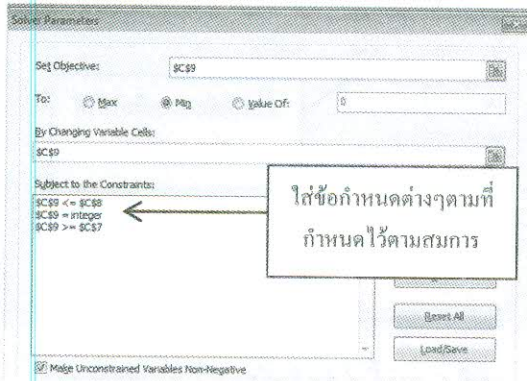 Solver Parameters
Set Objective:
$C$9
To:
Max
Min
Value Of:
0
By Changing Variable Cells:
$C$9
Subject to the Constraints:
$C$9 <= $C$8
$C$9 = integer
$C$9 >= $C$7
ใส่ข้อกำหนดต่างๆตามที่
กำหนดไว้ตามสมการ
Reset All
Load/Save
Make Unconstrained Variables Non-Negative